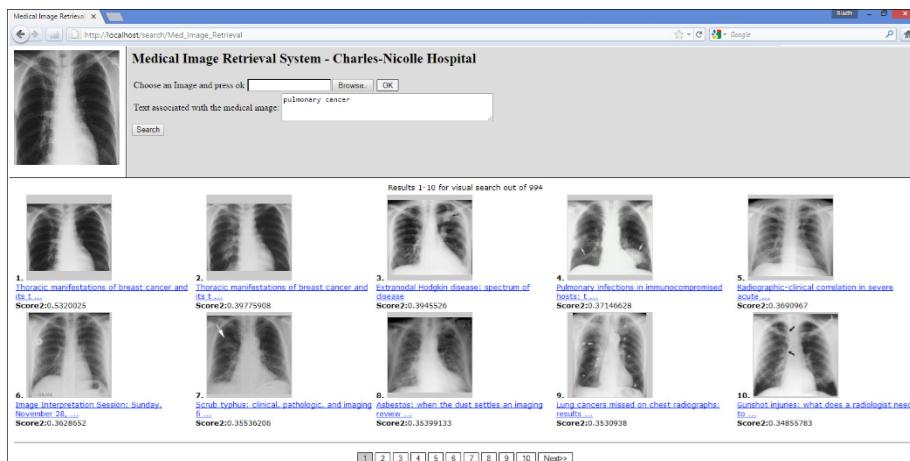 Medical Image Retrieval ×
Riadh
http://localhost/search/Med_Image_Retrieval
Google
Medical Image Retrieval System - Charles-Nicolle Hospital
Choose an Image and press ok Browse.. OK
Text associated with the medical image: pulmonary cancer
Search
Results 1-10 for visual search out of 994
1.
Thoracic manifestations of breast cancer and
its t ...
Score2:0.5320025
2.
Thoracic manifestations of breast cancer and
its t ...
Score2:0.39775908
3.
Extranodal Hodgkin disease: spectrum of
disease
Score2:0.3945526
4.
Pulmonary infections in immunocompromised
hosts: t ...
Score2:0.37146628
5.
Radiographic-clinical correlation in severe
acute ...
Score2:0.3690967
6.
Image Interpretation Session: Sunday,
November 28, ...
Score2:0.3628652
7.
Scrub typhus: clinical, pathologic, and imaging
fi ...
Score2:0.35536206
8.
Asbestos: when the dust settles an imaging
review ...
Score2:0.35399133
9.
Lung cancers missed on chest radiographs:
results ...
Score2:0.3530938
10.
Gunshot injuries: what does a radiologist need
to ...
Score2:0.34855783
1 2 3 4 5 6 7 8 9 10 Next>>